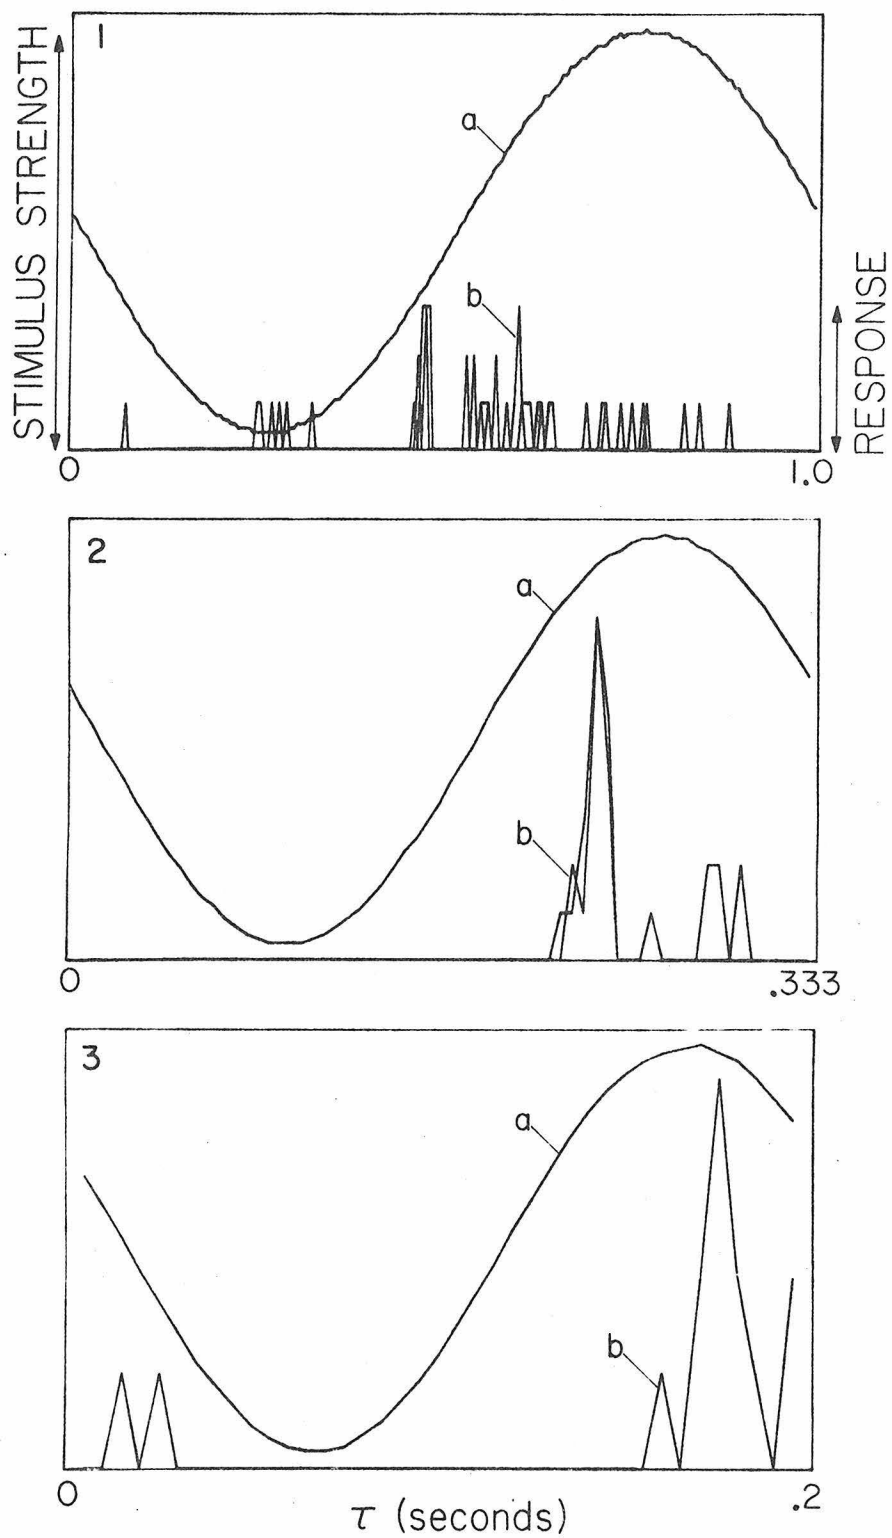 STIMULUS STRENGTH
1
a
b
RESPONSE
0
1.0
2
a
b
0
.333
3
a
b
0
.2
τ (seconds)